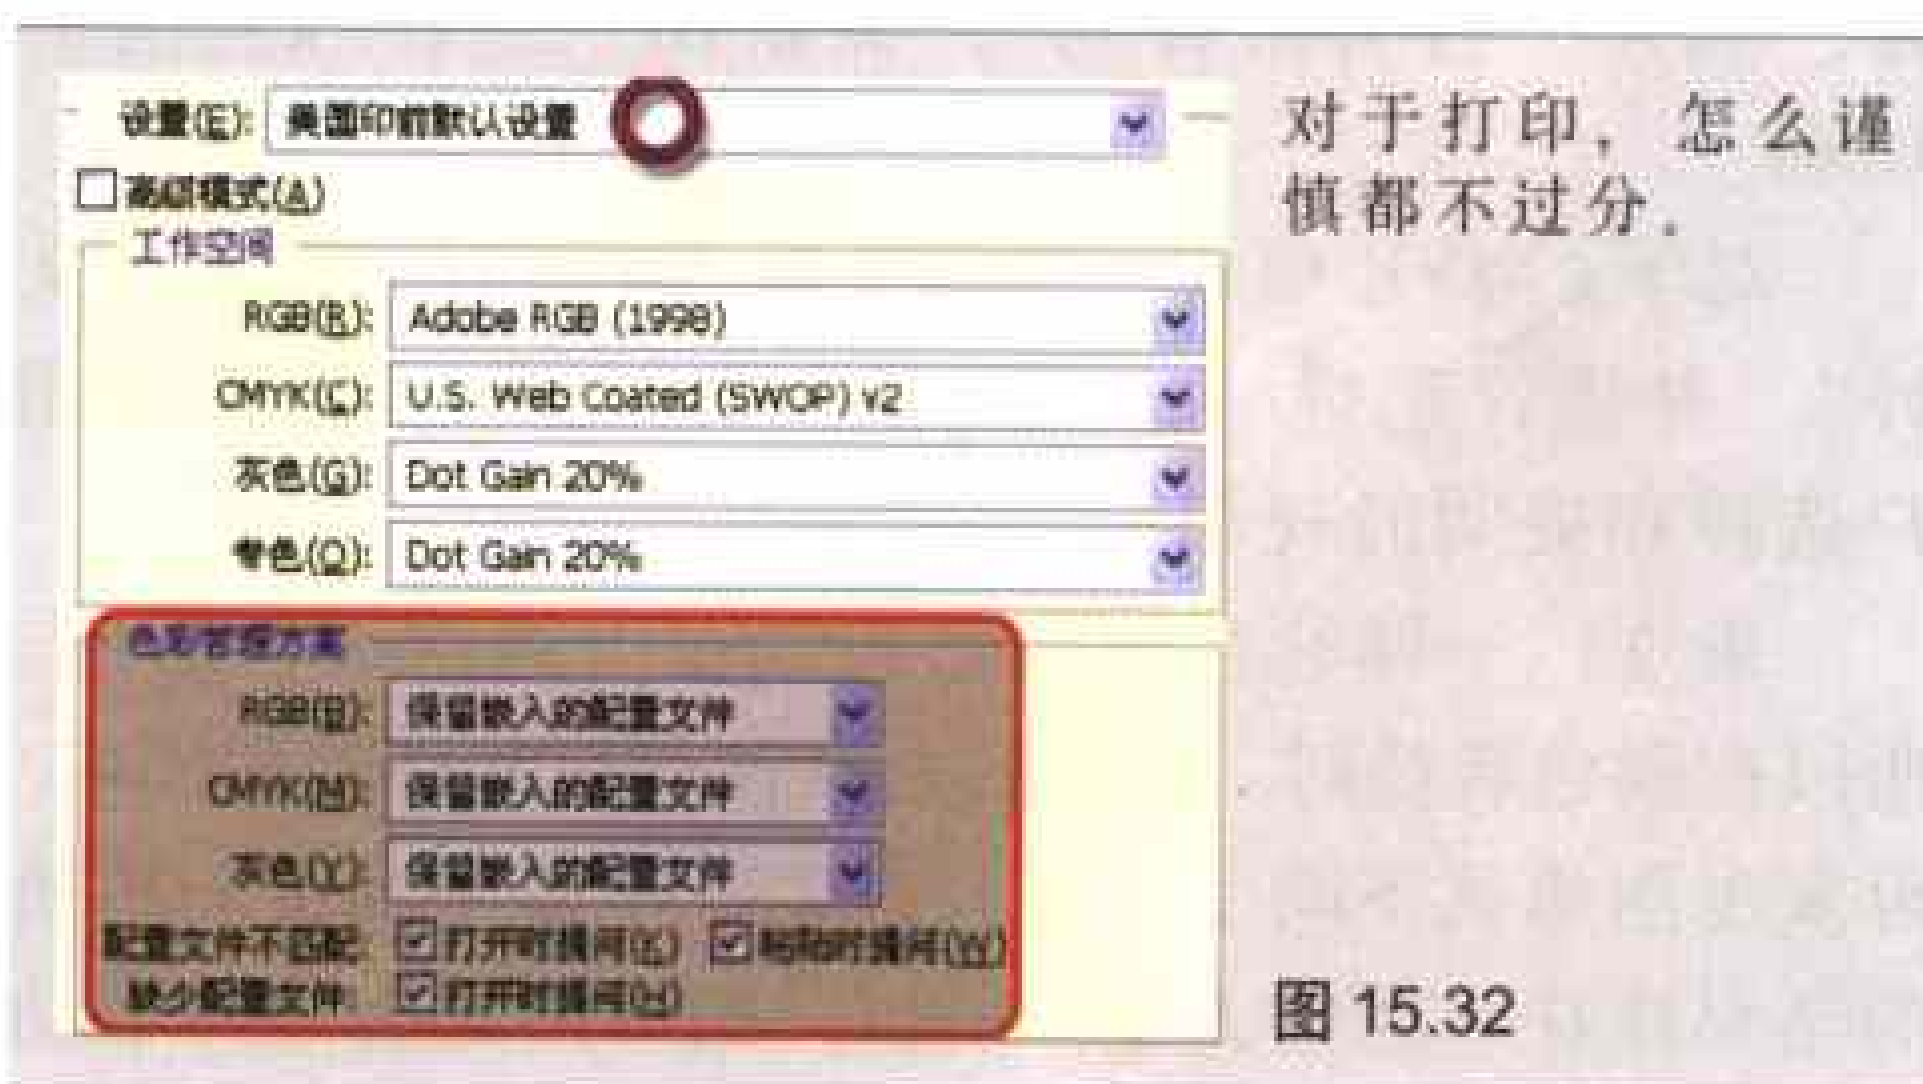 设置(E): 美国印前默认设置
高级模式(A)
工作空间
RGB(R): Adobe RGB (1998)
CMYK(C): U.S. Web Coated (SWOP) v2
灰色(G): Dot Gain 20%
专色(O): Dot Gain 20%
色彩管理方案
RGB(B): 保留嵌入的配置文件
CMYK(M): 保留嵌入的配置文件
灰色(Y): 保留嵌入的配置文件
配置文件不匹配: 打开时提问(K) 粘贴时提问(W)
缺少配置文件: 打开时提问(H)
对于打印，怎么谨
慎都不过分。
图 15.32